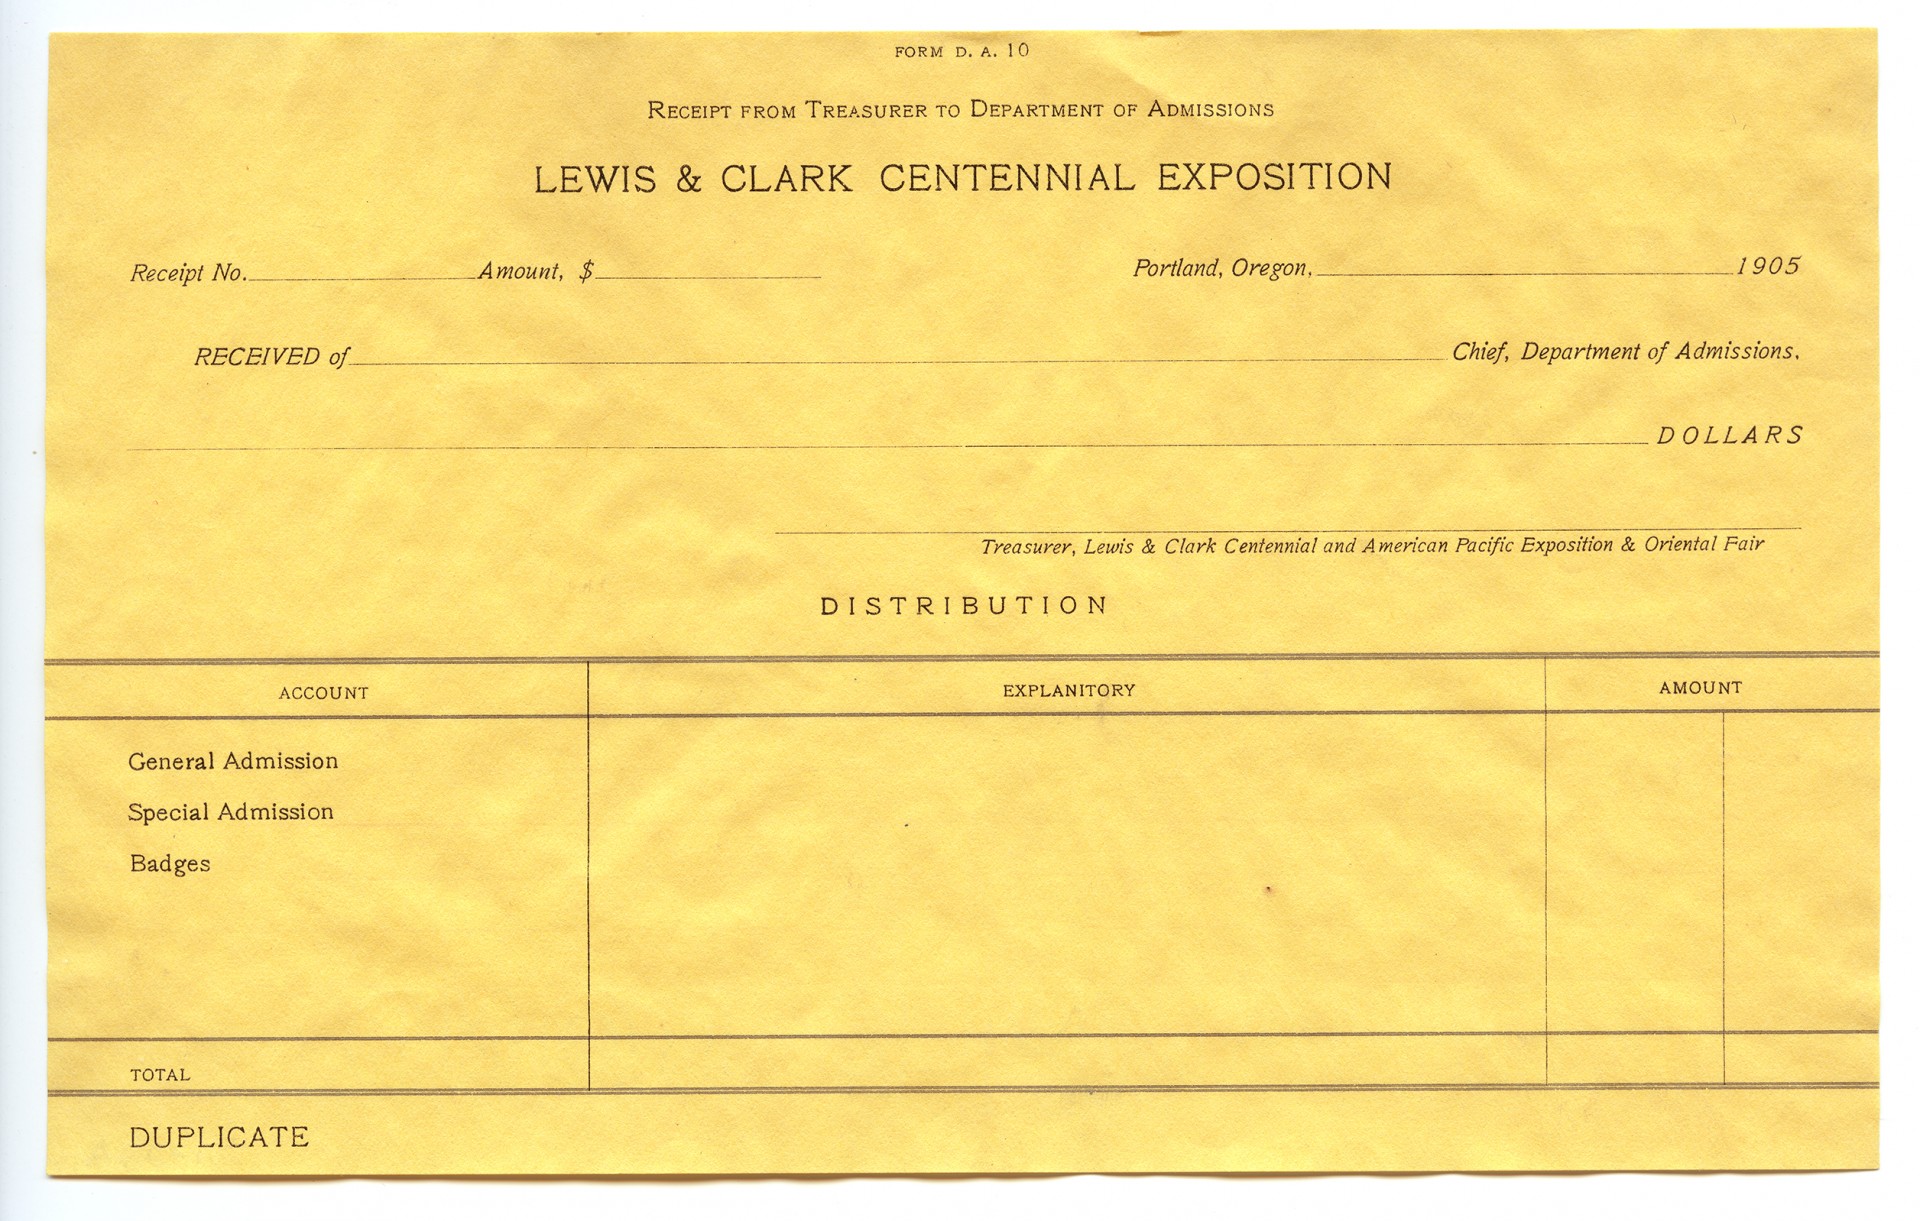 FORM D. A. 10
RECEIPT FROM TREASURER TO DEPARTMENT OF ADMISSIONS
LEWIS & CLARK CENTENNIAL EXPOSITION
Receipt No. Amount, $ Portland, Oregon, 1905
RECEIVED of Chief, Department of Admissions.
DOLLARS
Treasurer, Lewis & Clark Centennial and American Pacific Exposition & Oriental Fair
DISTRIBUTION
ACCOUNT EXPLANITORY AMOUNT
General Admission
Special Admission
Badges
TOTAL
DUPLICATE